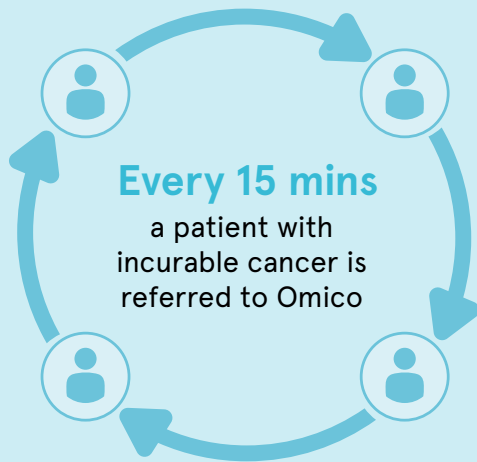 Every 15 mins
a patient with
incurable cancer is
referred to Omico